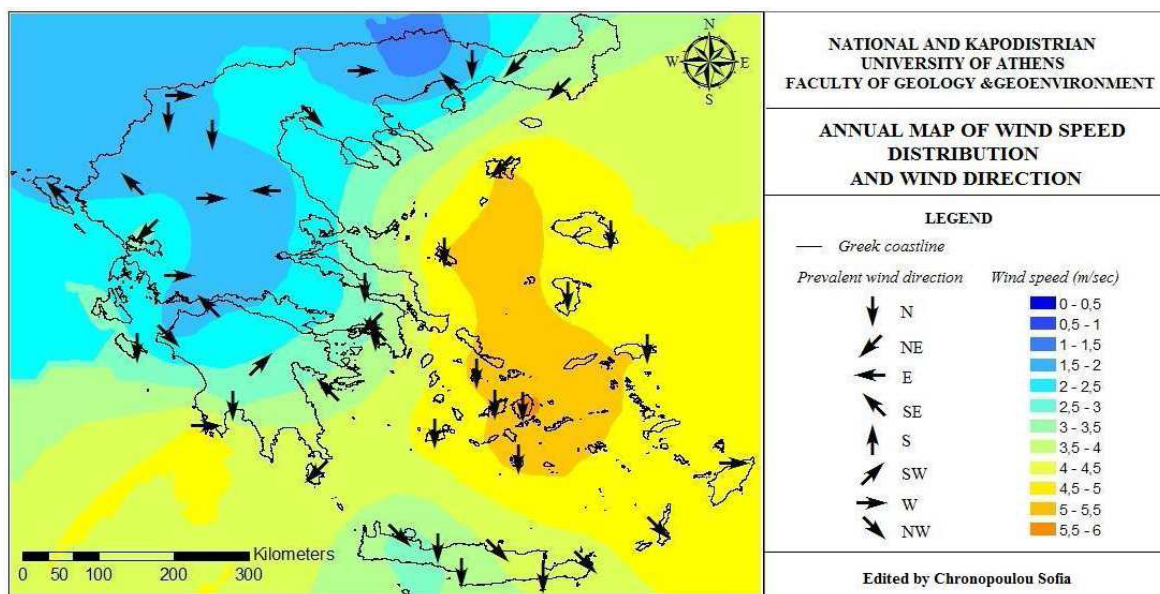 N
W
E
S
Kilometers
0 50 100 200 300
NATIONAL AND KAPODISTRIAN
UNIVERSITY OF ATHENS
FACULTY OF GEOLOGY &GEOENVIRONMENT
ANNUAL MAP OF WIND SPEED
DISTRIBUTION
AND WIND DIRECTION
LEGEND
Greek coastline
Prevalent wind direction Wind speed (m/sec)
N
NE
E
SE
S
SW
W
NW
0 - 0,5
0,5 - 1
1 - 1,5
1,5 - 2
2 - 2,5
2,5 - 3
3 - 3,5
3,5 - 4
4 - 4,5
4,5 - 5
5 - 5,5
5,5 - 6
Edited by Chronopoulou Sofia